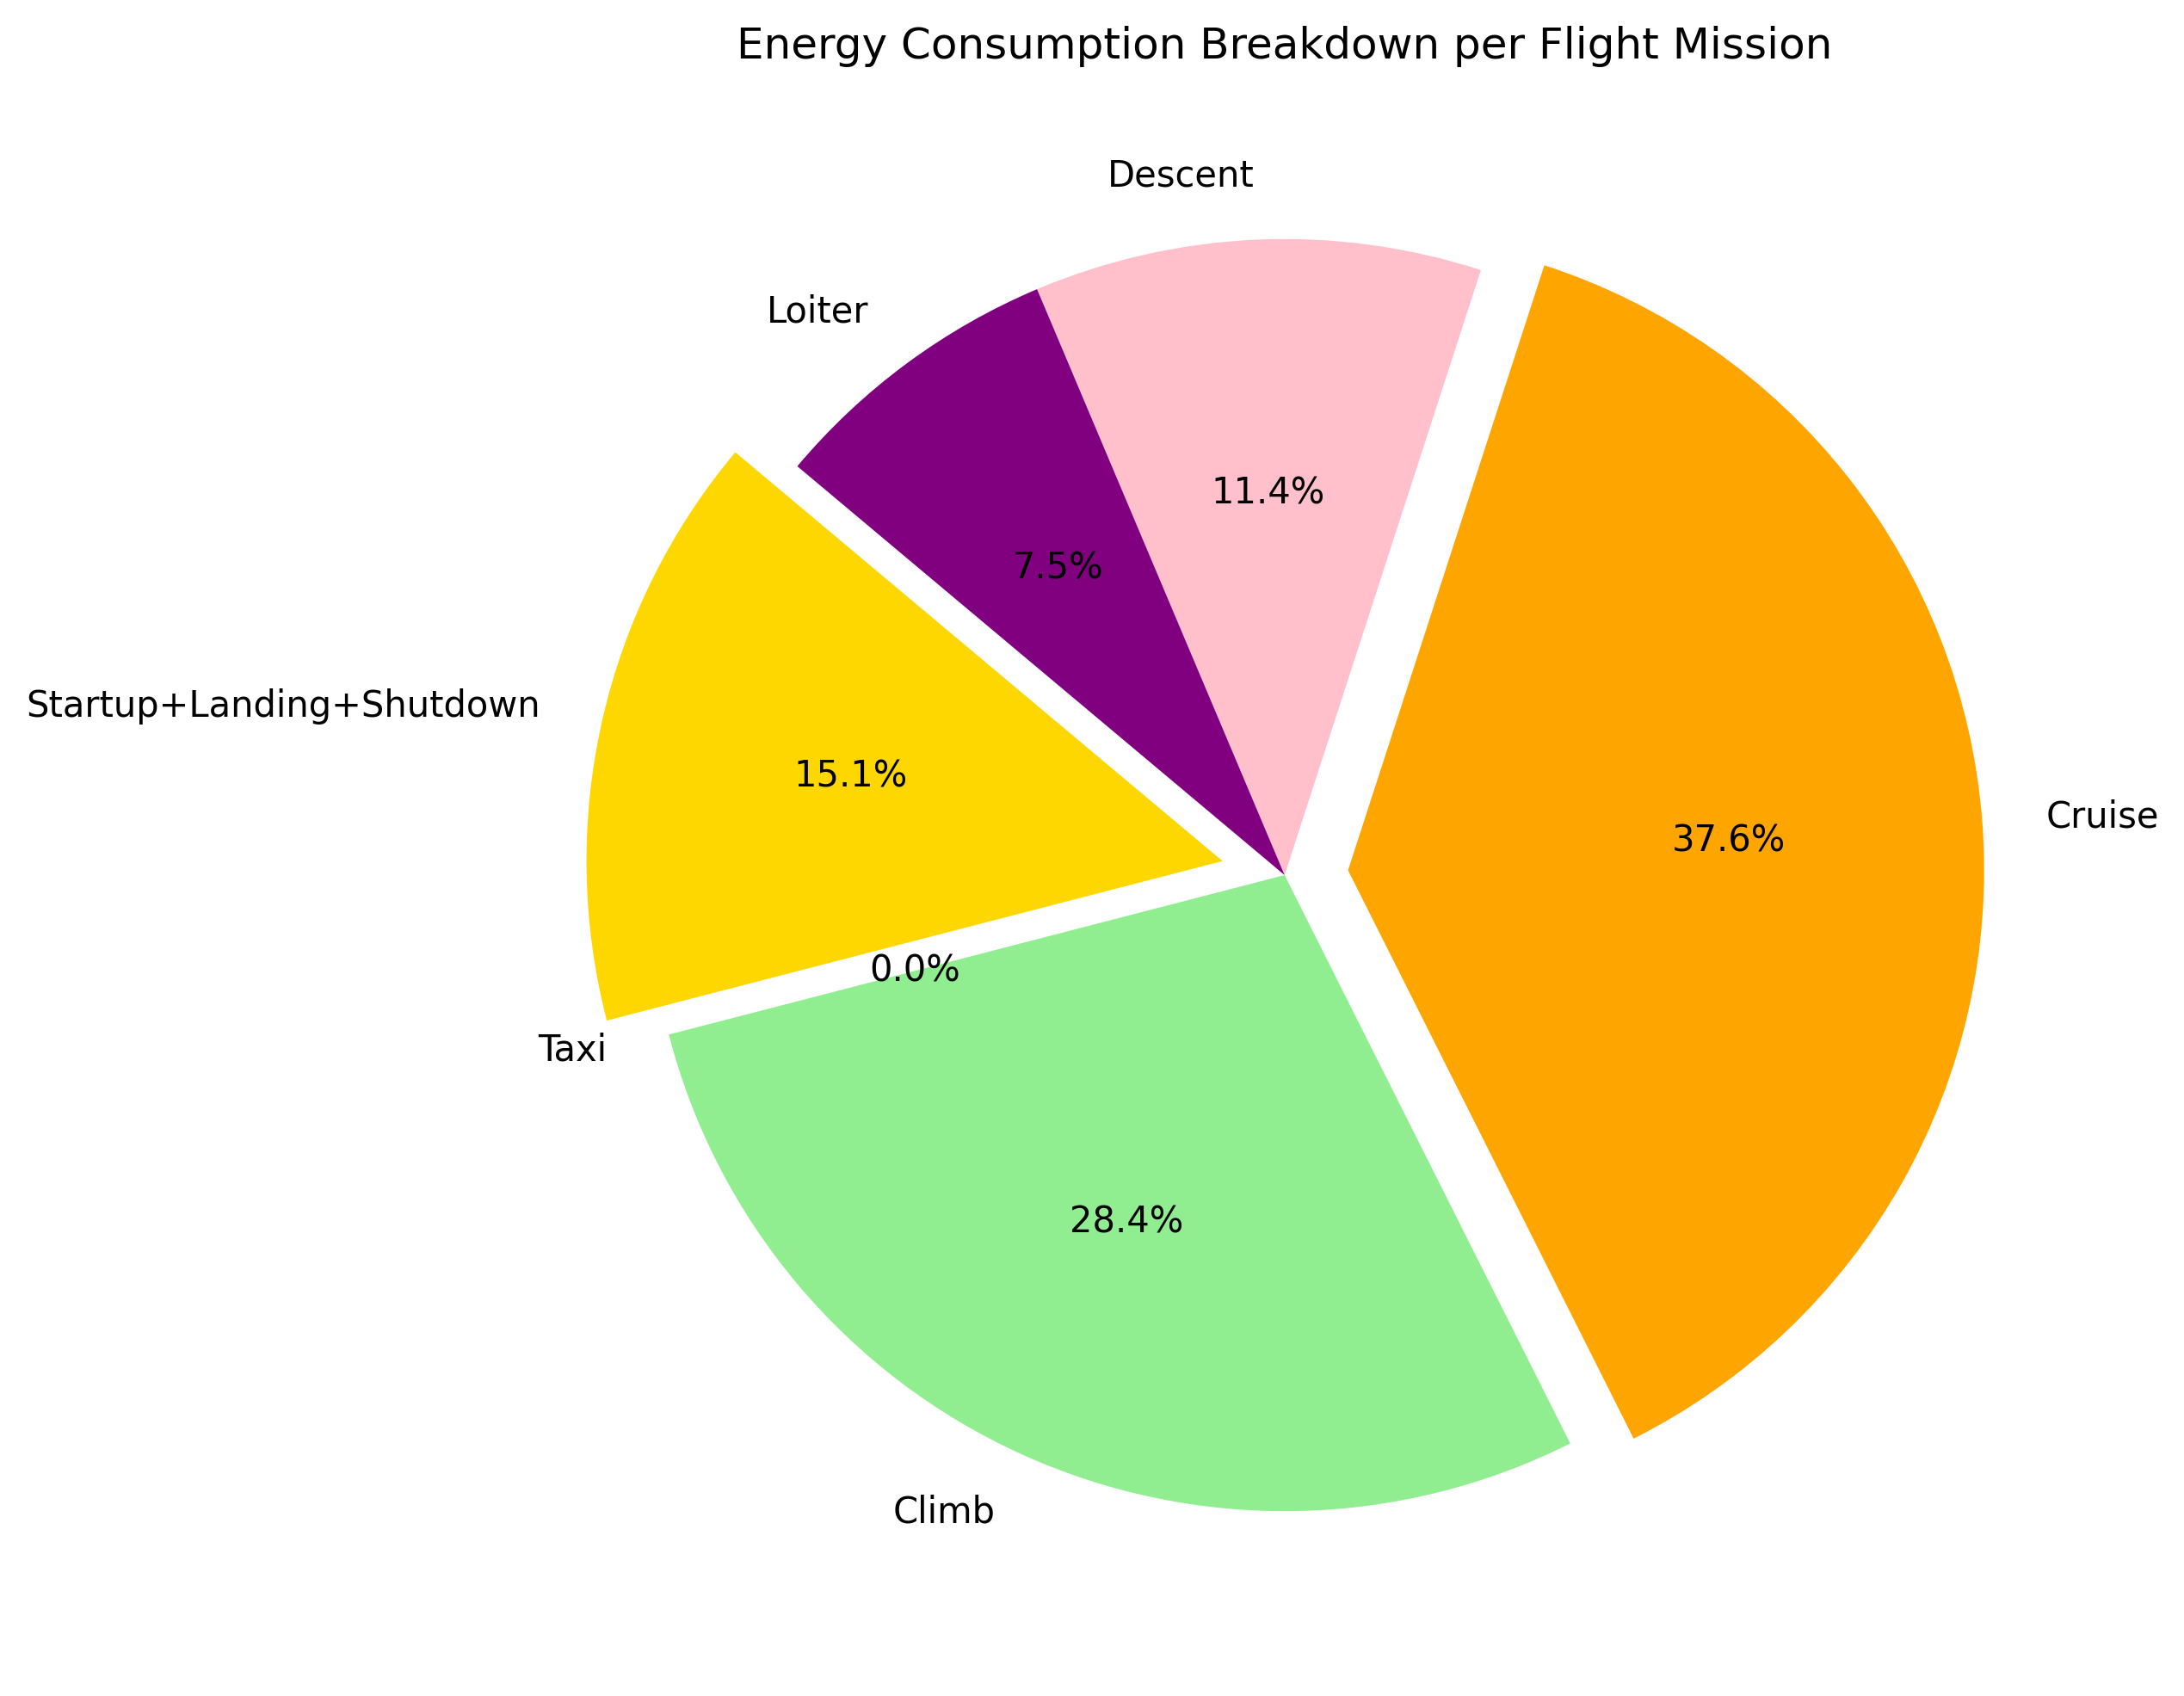 Energy Consumption Breakdown per Flight Mission
Descent
Loiter
11.4%
7.5%
Startup+Landing+Shutdown
15.1%
Cruise
37.6%
0.0%
Taxi
28.4%
Climb